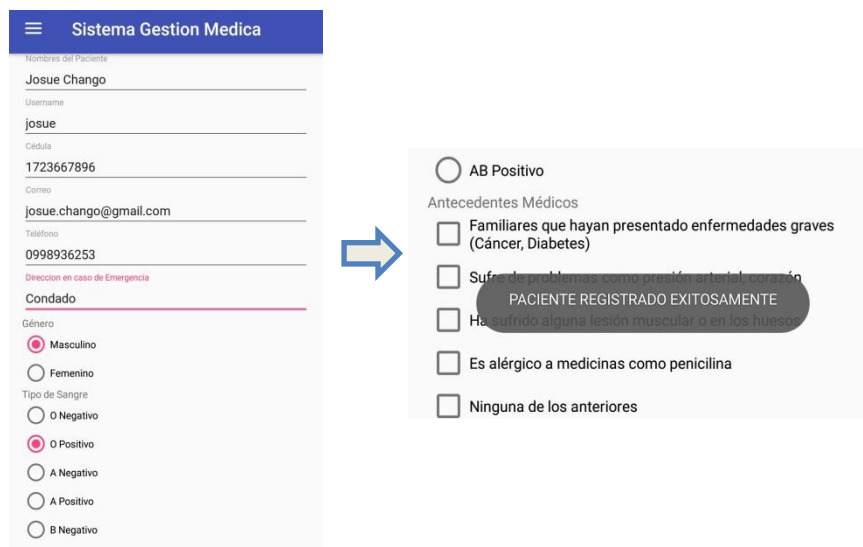 Sistema Gestion Medica
Nombres del Paciente
Josue Chango
Username
josue
Cédula
1723667896
Correo
josue.chango@gmail.com
Teléfono
0998936253
Direccion en caso de Emergencia
Condado
Género
Masculino
Femenino
Tipo de Sangre
O Negativo
O Positivo
A Negativo
A Positivo
B Negativo
AB Positivo
Antecedentes Médicos
Familiares que hayan presentado enfermedades graves
(Cáncer, Diabetes)
Sufre de problemas como presión arterial, corazón
PACIENTE REGISTRADO EXITOSAMENTE
Ha sufrido alguna lesión muscular o en los huesos
Es alérgico a medicinas como penicilina
Ninguna de los anteriores